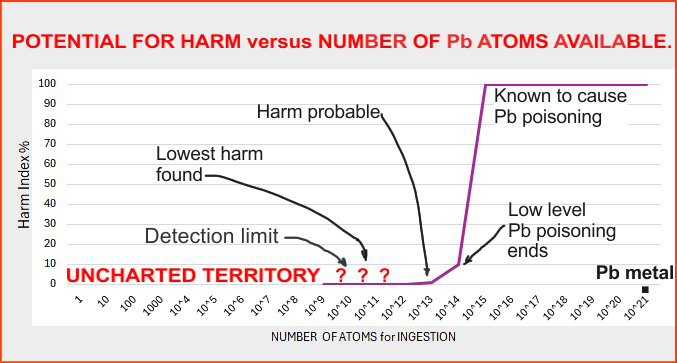 POTENTIAL FOR HARM versus NUMBER OF Pb ATOMS AVAILABLE.
100
90
80
70
60
50
40
30
20
10
0
Harm Index %
Known to cause
Pb poisoning
Harm probable
Lowest harm
found
Low level
Pb poisoning
ends
Detection limit
UNCHARTED TERRITORY ? ? ?
Pb metal
1
10
100
1000
10^4
10^5
10^6
10^7
10^8
10^9
10^10
10^11
10^12
10^13
10^14
10^15
10^16
10^17
10^18
10^19
10^20
10^21
NUMBER OF ATOMS for INGESTION